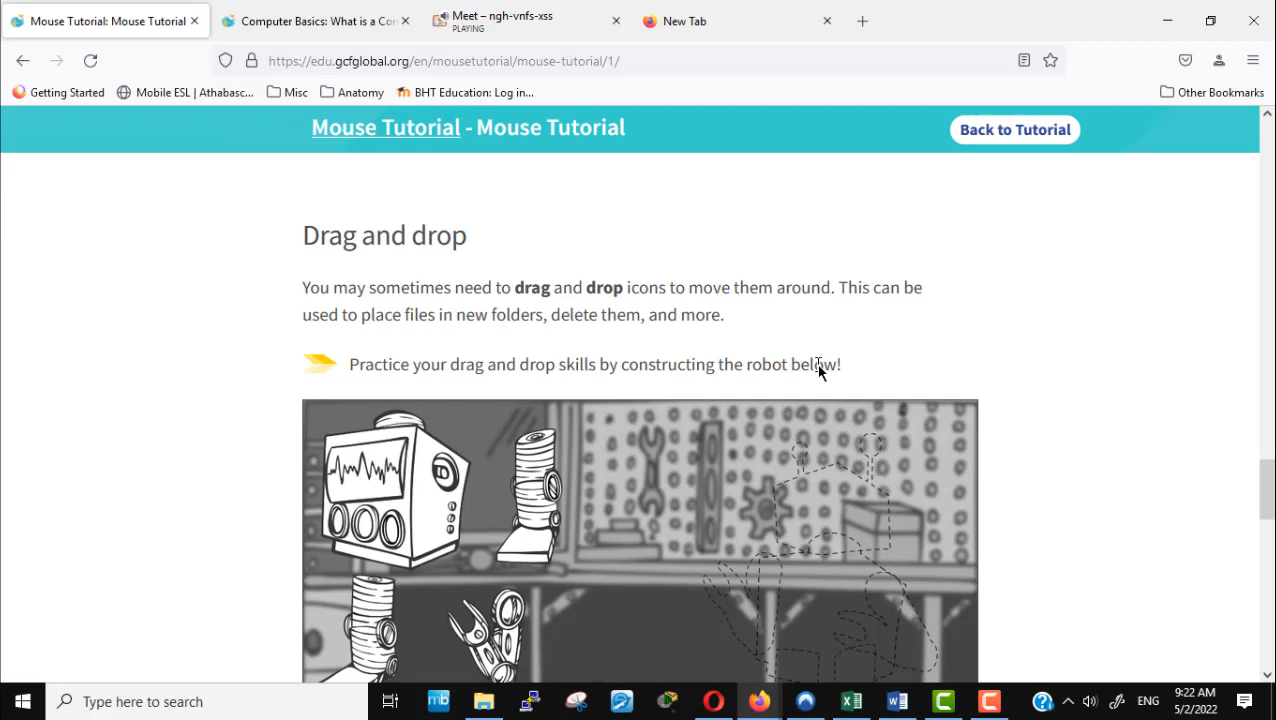 Mouse Tutorial: Mouse Tutorial
Computer Basics: What is a Con
Meet – ngh-vnfs-xss
PLAYING
New Tab
https://edu.gcfglobal.org/en/mousetutorial/mouse-tutorial/1/
Getting Started
Mobile ESL | Athabasc...
Misc
Anatomy
BHT Education: Log in...
Other Bookmarks
Mouse Tutorial - Mouse Tutorial
Back to Tutorial
Drag and drop
You may sometimes need to drag and drop icons to move them around. This can be
used to place files in new folders, delete them, and more.
Practice your drag and drop skills by constructing the robot below!
Type here to search
mb
ENG
9:22 AM
5/2/2022